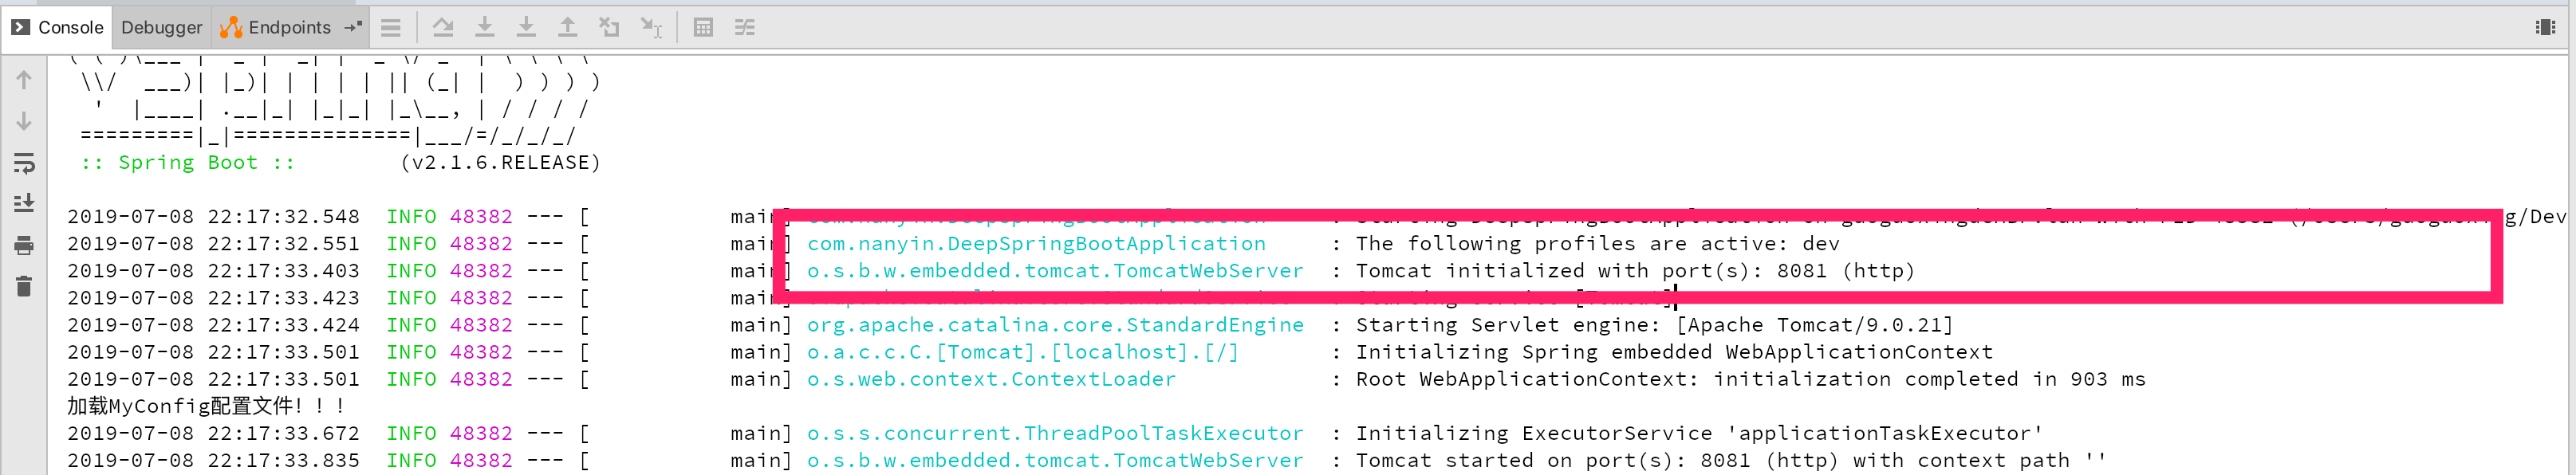 Console Debugger Endpoints
:: Spring Boot :: (v2.1.6.RELEASE)
2019-07-08 22:17:32.548 INFO 48382 --- [ main] com.nanyin.DeepSpringBootApplication : Starting DeepSpringBootApplication on
2019-07-08 22:17:32.551 INFO 48382 --- [ main] com.nanyin.DeepSpringBootApplication : The following profiles are active: dev
2019-07-08 22:17:33.403 INFO 48382 --- [ main] o.s.b.w.embedded.tomcat.TomcatWebServer : Tomcat initialized with port(s): 8081 (http)
2019-07-08 22:17:33.423 INFO 48382 --- [ main] : Starting service [Tomcat]
2019-07-08 22:17:33.424 INFO 48382 --- [ main] org.apache.catalina.core.StandardEngine : Starting Servlet engine: [Apache Tomcat/9.0.21]
2019-07-08 22:17:33.501 INFO 48382 --- [ main] o.a.c.c.C.[Tomcat].[localhost].[/] : Initializing Spring embedded WebApplicationContext
2019-07-08 22:17:33.501 INFO 48382 --- [ main] o.s.web.context.ContextLoader : Root WebApplicationContext: initialization completed in 903 ms
加载MyConfig配置文件！！！
2019-07-08 22:17:33.672 INFO 48382 --- [ main] o.s.s.concurrent.ThreadPoolTaskExecutor : Initializing ExecutorService 'applicationTaskExecutor'
2019-07-08 22:17:33.835 INFO 48382 --- [ main] o.s.b.w.embedded.tomcat.TomcatWebServer : Tomcat started on port(s): 8081 (http) with context path ''